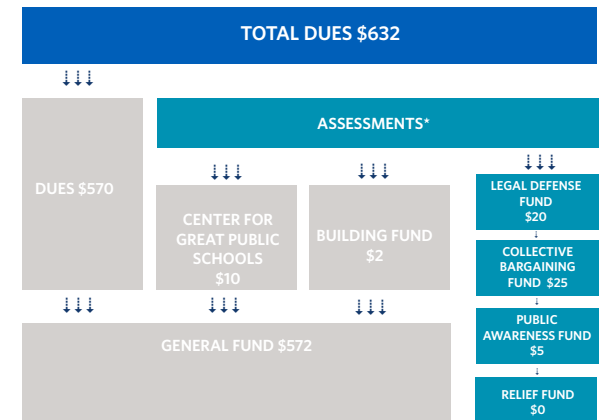 TOTAL DUES $632
ASSESSMENTS*
DUES $570
CENTER FOR
GREAT PUBLIC
SCHOOLS
$10
BUILDING FUND
$2
LEGAL DEFENSE
FUND
$20
COLLECTIVE
BARGAINING
FUND $25
PUBLIC
AWARENESS FUND
$5
RELIEF FUND
$0
GENERAL FUND $572